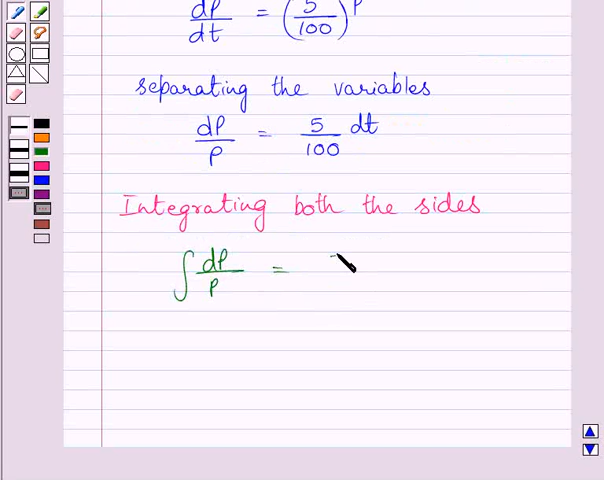 dP/dt = (5/100) P
separating the variables
dP/P = 5/100 dt
Integrating both the sides
∫ dP/P =